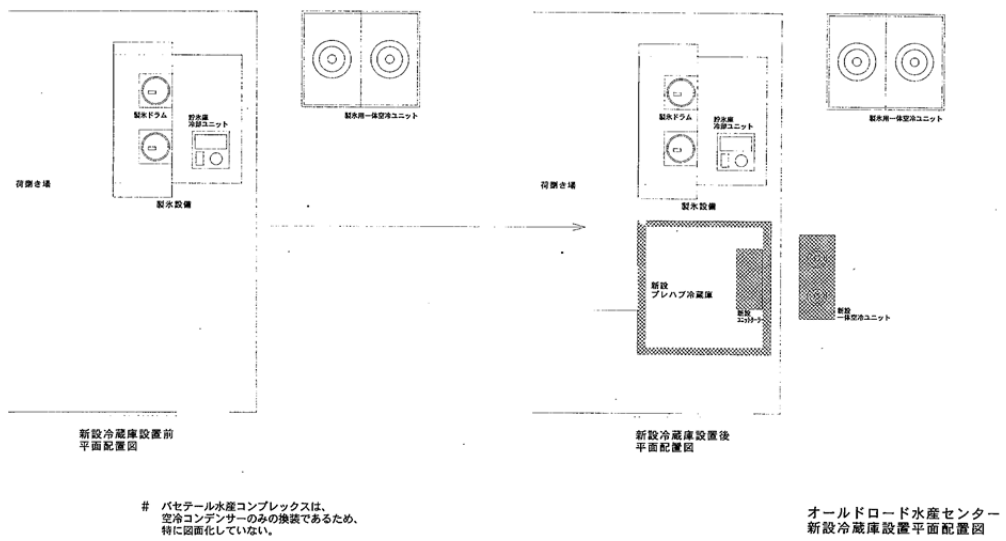 製氷ドラム
貯氷庫
冷部ユニット
製氷用一体空冷ユニット
荷捌き場
製氷設備
新設冷蔵庫設置前
平面配置図
製氷ドラム
貯氷庫
冷部ユニット
製氷用一体空冷ユニット
荷捌き場
製氷設備
新設
プレハブ冷蔵庫
新設
ユニットクーラー
新設
一体空冷ユニット
新設冷蔵庫設置後
平面配置図
# バセテール水産コンプレックスは、
空冷コンデンサーのみの換装であるため、
特に図面化していない。
オールドロード水産センター
新設冷蔵庫設置平面配置図